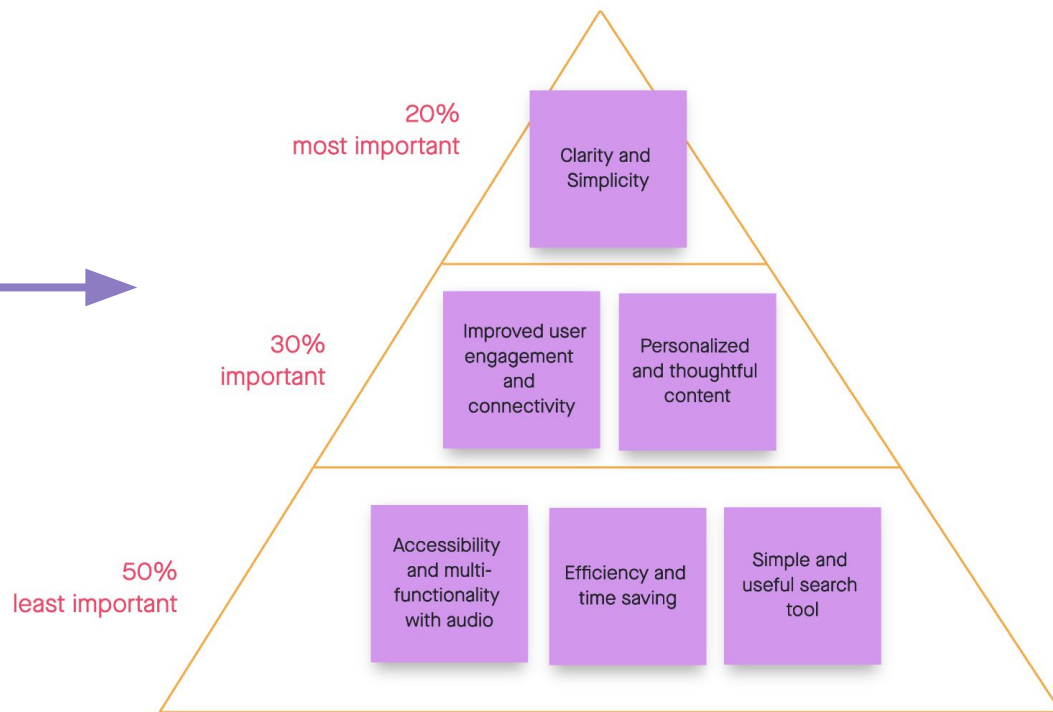 20%
most important
Clarity and
Simplicity
30%
important
Improved user
engagement
and
connectivity
Personalized
and thoughtful
content
50%
least important
Accessibility
and multi-
functionality
with audio
Efficiency and
time saving
Simple and
useful search
tool